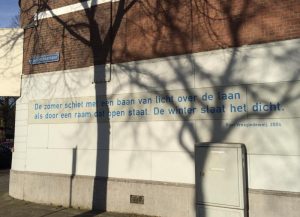 De zomer schiet met een baan van licht over de laan
als door een raam dat open staat. De winter slaat het dicht.